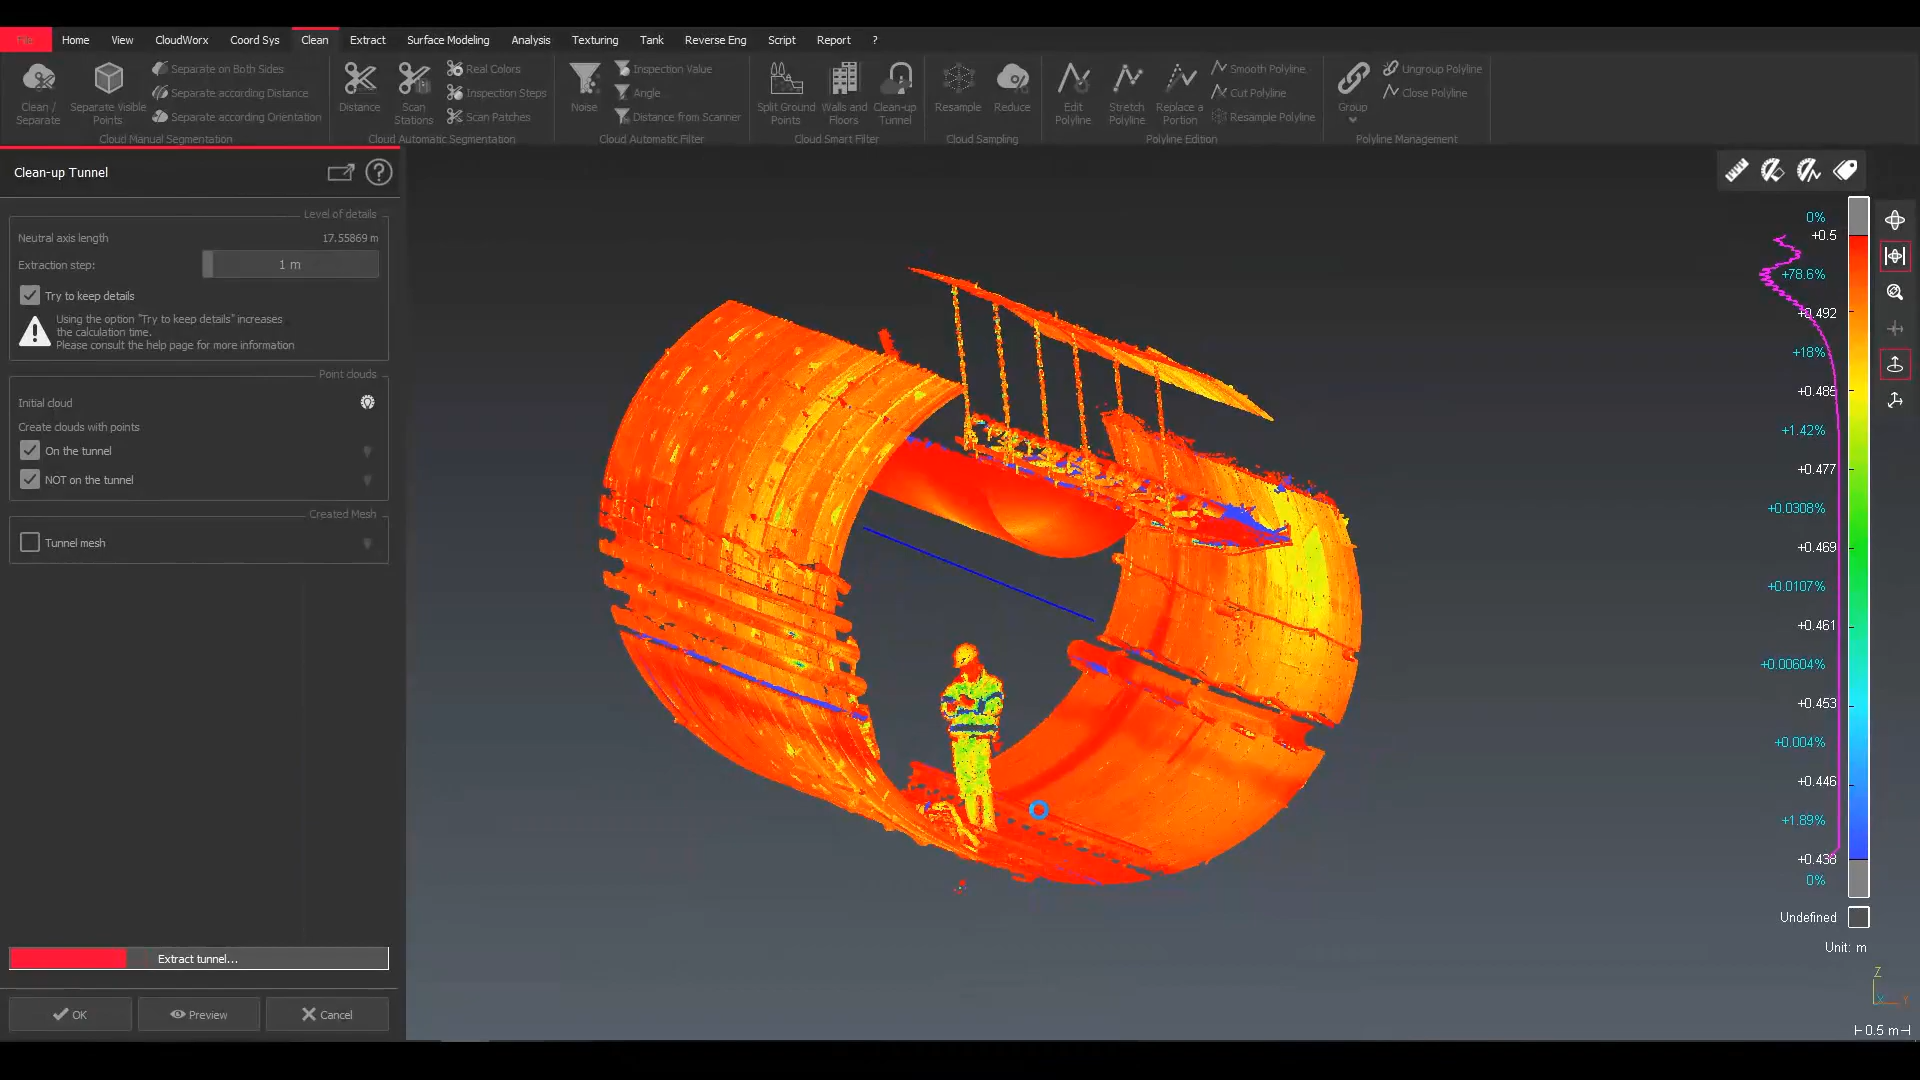 File Home View CloudWorx Coord Sys Clean Extract Surface Modeling Analysis Texturing Tank Reverse Eng Script Report ?
Clean / Separate
Separate Visible Points
Separate on Both Sides
Separate according Distance
Separate according Orientation
Cloud Manual Segmentation
Distance
Scan Stations
Real Colors
Inspection Steps
Scan Patches
Cloud Automatic Segmentation
Noise
Inspection Value
Angle
Distance from Scanner
Cloud Automatic Filter
Split Ground Points
Walls and Floors
Clean-up Tunnel
Cloud Smart Filter
Resample
Reduce
Cloud Sampling
Edit Polyline
Stretch Polyline
Replace a Portion
Smooth Polyline
Cut Polyline
Resample Polyline
Polyline Edition
Group
Ungroup Polyline
Close Polyline
Polyline Management
Clean-up Tunnel
?
Level of details
Neutral axis length 17.55869 m
Extraction step: 1 m
Try to keep details
Using the option "Try to keep details" increases
the calculation time.
Please consult the help page for more information
Point clouds
Initial cloud
Create clouds with points
On the tunnel
NOT on the tunnel
Created Mesh
Tunnel mesh
Extract tunnel...
OK Preview Cancel
0%
+0.5
+78.6%
+0.492
+18%
+0.485
+1.42%
+0.477
+0.0308%
+0.469
+0.0107%
+0.461
+0.00604%
+0.453
+0.004%
+0.446
+1.89%
+0.438
0%
Undefined
Unit: m
Z
X Y
0.5 m